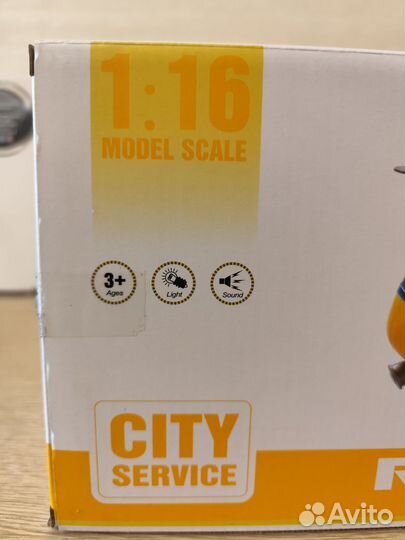 1:16
MODEL SCALE
3+
Ages
Light
Sound
CITY
SERVICE
Avito